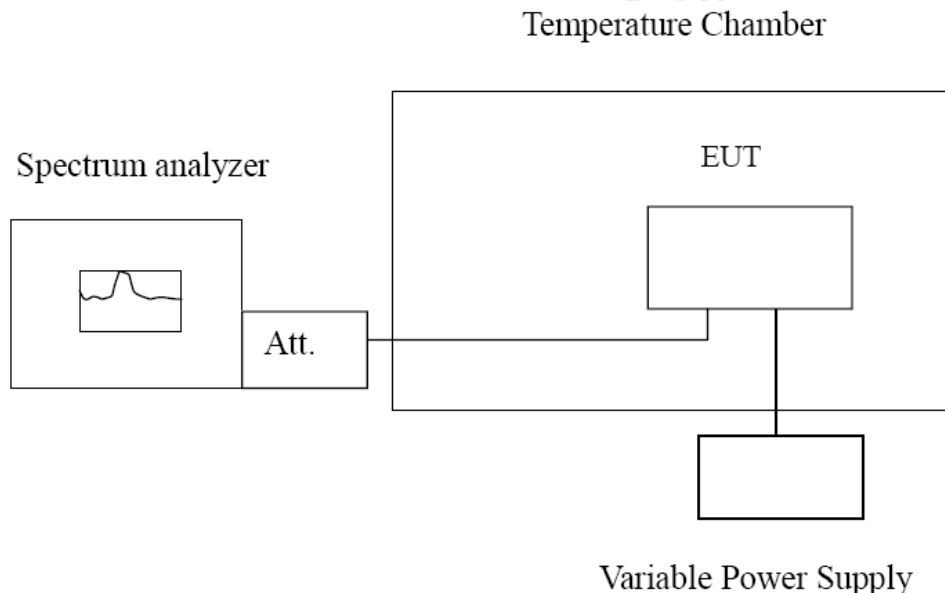 Temperature Chamber
EUT
Spectrum analyzer
Att.
Variable Power Supply